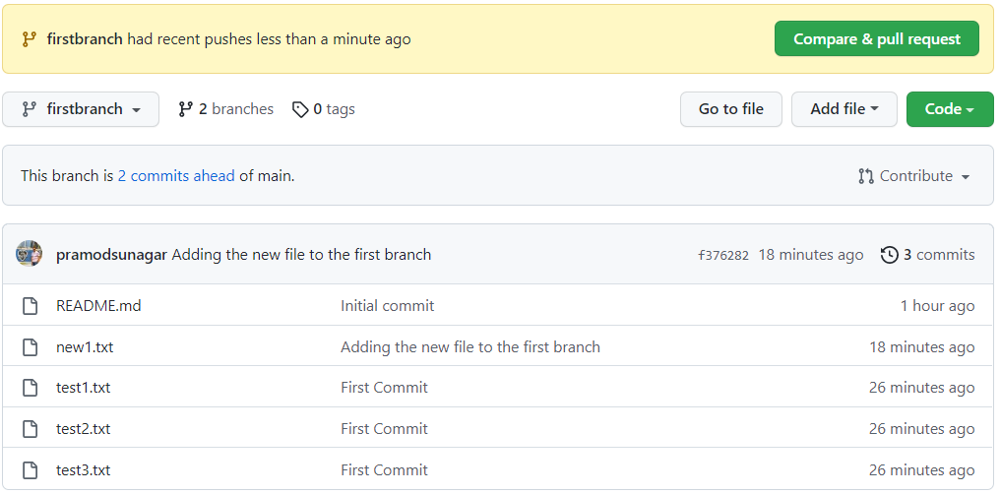 firstbranch had recent pushes less than a minute ago Compare & pull request
firstbranch 2 branches 0 tags Go to file Add file Code
This branch is 2 commits ahead of main. Contribute
pramodsunagar Adding the new file to the first branch f376282 18 minutes ago 3 commits
README.md Initial commit 1 hour ago
new1.txt Adding the new file to the first branch 18 minutes ago
test1.txt First Commit 26 minutes ago
test2.txt First Commit 26 minutes ago
test3.txt First Commit 26 minutes ago